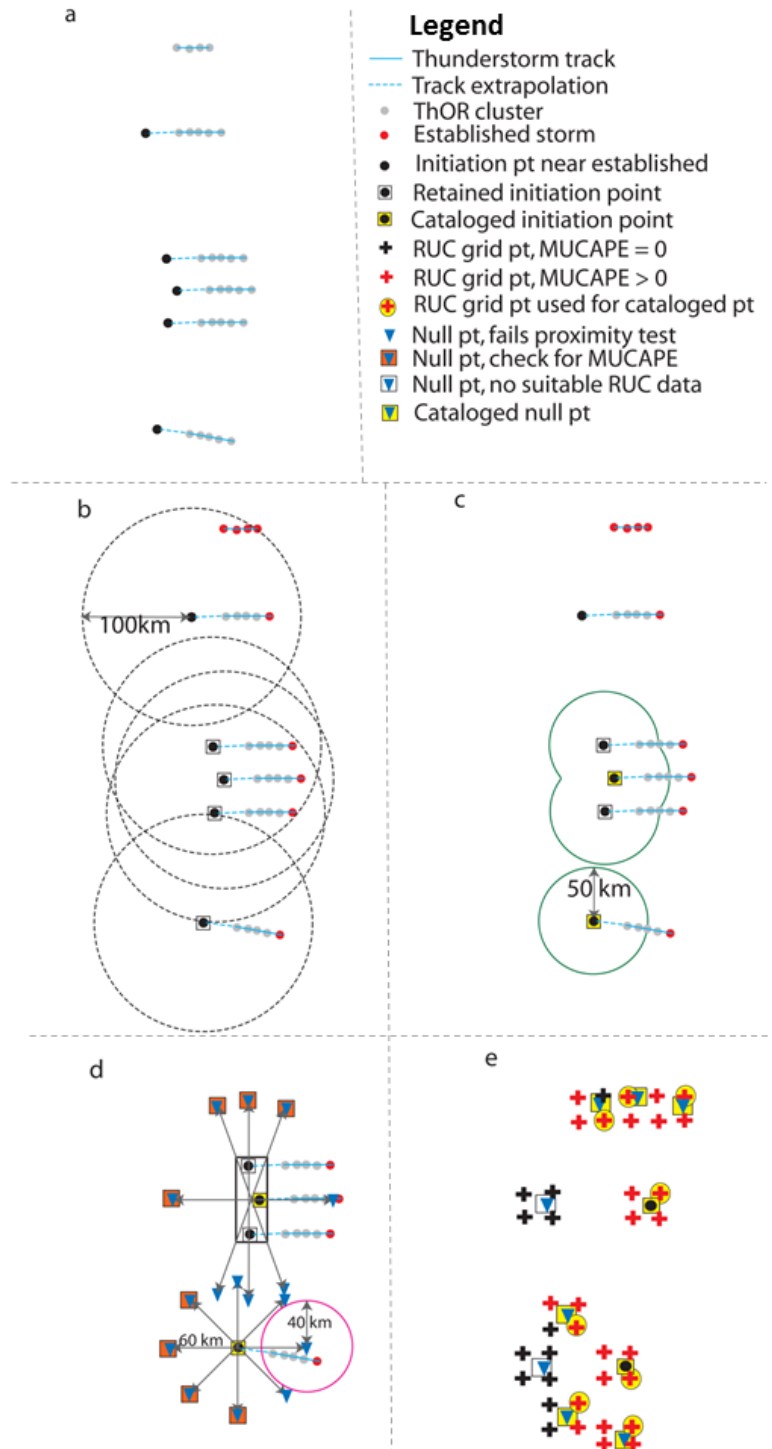 a
Legend
Thunderstorm track
Track extrapolation
ThOR cluster
Established storm
Initiation pt near established
Retained initiation point
Cataloged initiation point
RUC grid pt, MUCAPE = 0
RUC grid pt, MUCAPE > 0
RUC grid pt used for cataloged pt
Null pt, fails proximity test
Null pt, check for MUCAPE
Null pt, no suitable RUC data
Cataloged null pt
b
100km
c
50 km
d
60 km
40 km
e